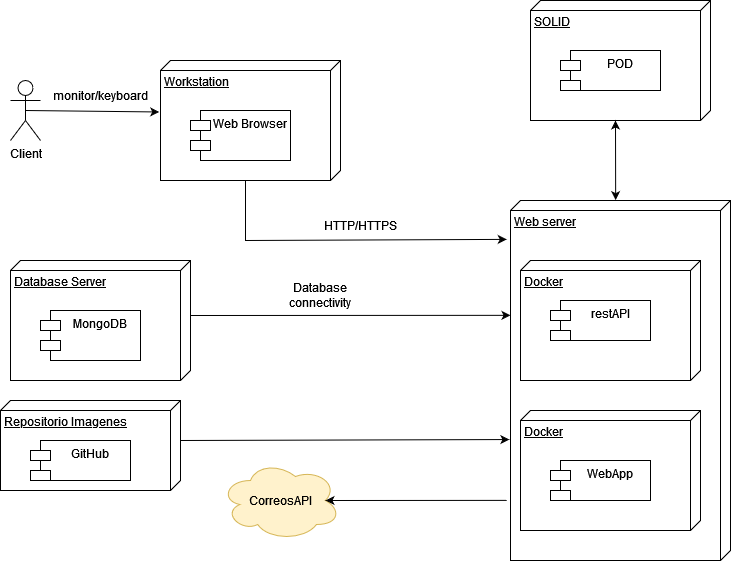 SOLID
POD
Workstation
monitor/keyboard
Web Browser
Client
HTTP/HTTPS
Web server
Database Server
MongoDB
Database
connectivity
Docker
restAPI
Repositorio Imagenes
GitHub
Docker
WebApp
CorreosAPI